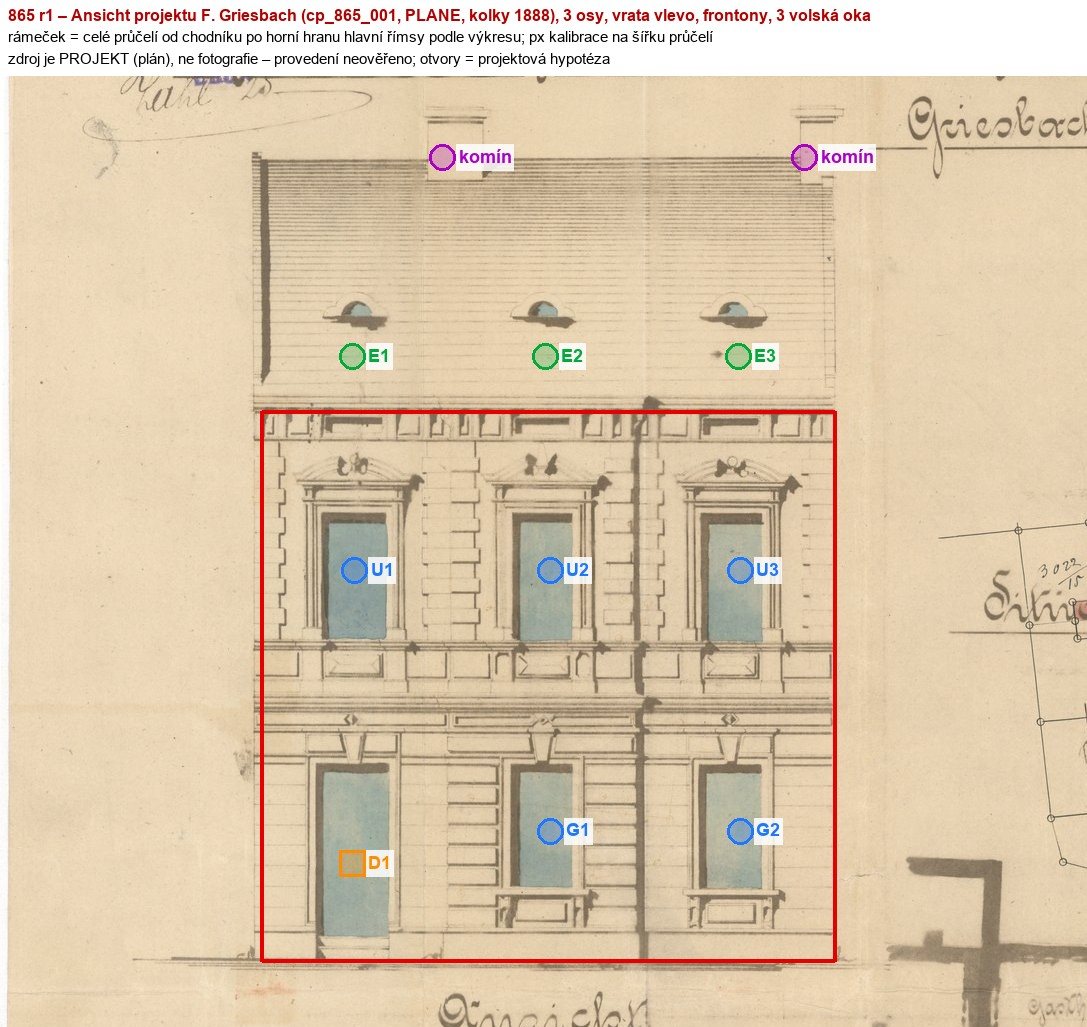 865 r1 – Ansicht projektu F. Griesbach (cp_865_001, PLANE, kolky 1888), 3 osy, vrata vlevo, frontony, 3 volská oka
rámeček = celé průčelí od chodníku po horní hranu hlavní římsy podle výkresu; px kalibrace na šířku průčelí
zdroj je PROJEKT (plán), ne fotografie – provedení neověřeno; otvory = projektová hypotéza
Griesbach
komín
komín
E1
E2
E3
U1
U2
U3
3022/15
G1
G2
D1
Ansicht